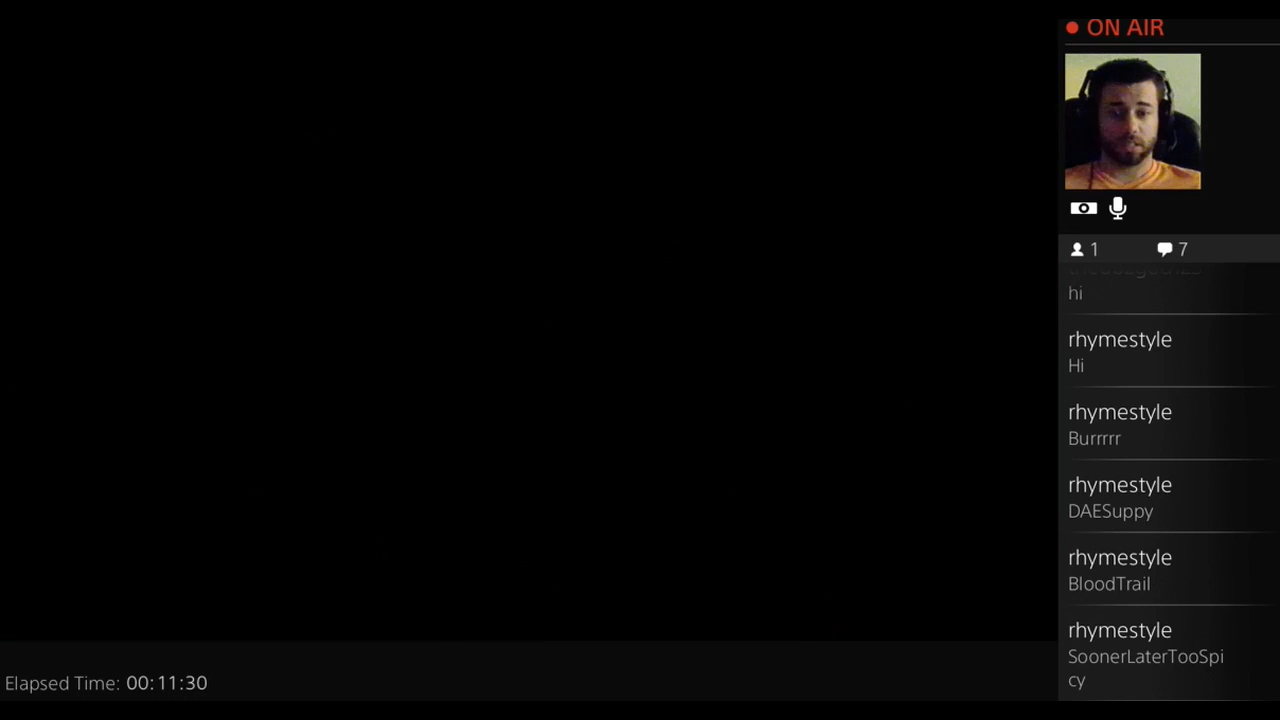 ON AIR
1
7
hi
rhymestyle
Hi
rhymestyle
Burrrrr
rhymestyle
DAESuppy
rhymestyle
BloodTrail
rhymestyle
SoonerLaterTooSpi
cy
Elapsed Time: 00:11:30